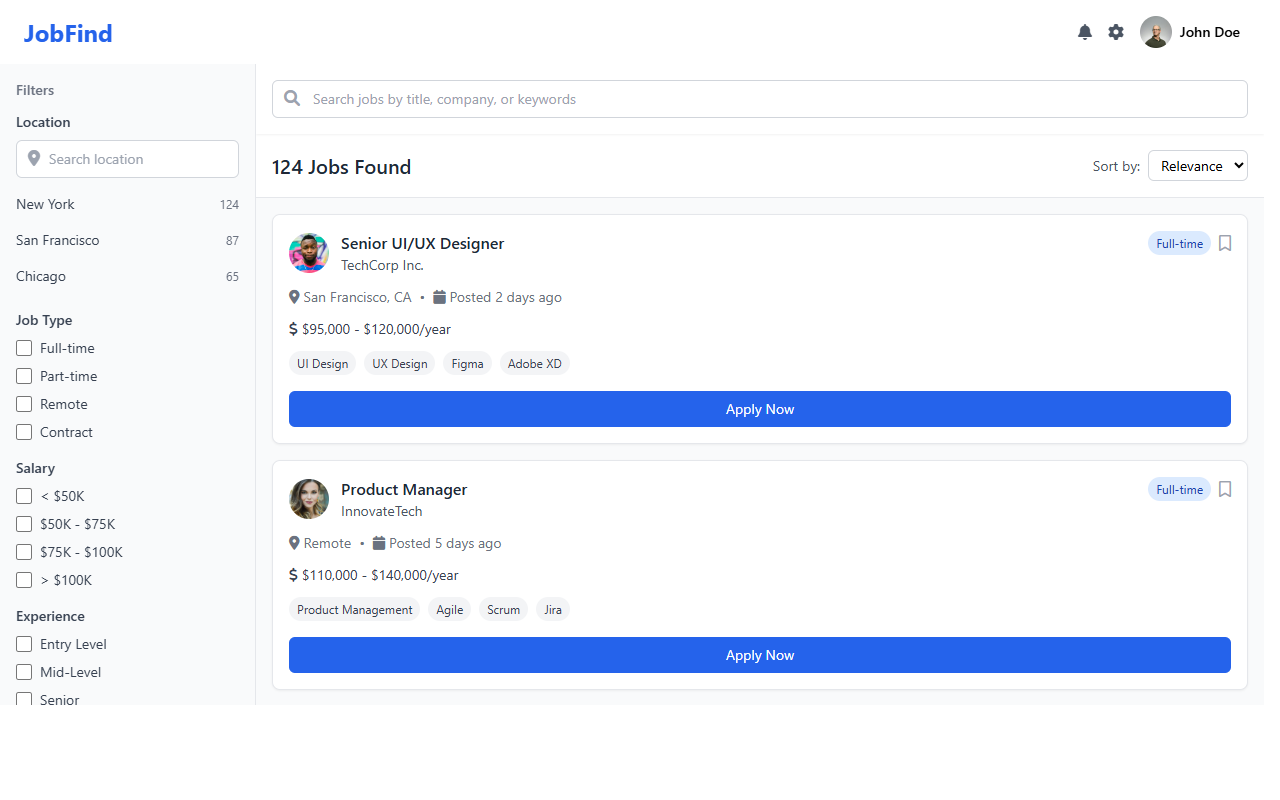 JobFind
John Doe
Filters
Location
Search location
New York 124
San Francisco 87
Chicago 65
Job Type
Full-time
Part-time
Remote
Contract
Salary
< $50K
$50K - $75K
$75K - $100K
> $100K
Experience
Entry Level
Mid-Level
Senior
Search jobs by title, company, or keywords
124 Jobs Found
Sort by: Relevance
Senior UI/UX Designer
Full-time
TechCorp Inc.
San Francisco, CA • Posted 2 days ago
$ $95,000 - $120,000/year
UI Design UX Design Figma Adobe XD
Apply Now
Product Manager
Full-time
InnovateTech
Remote • Posted 5 days ago
$ $110,000 - $140,000/year
Product Management Agile Scrum Jira
Apply Now